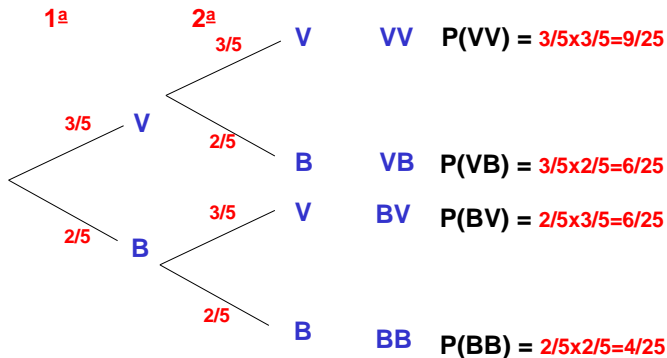 1ª 2ª
3/5 V VV P(VV) = 3/5x3/5=9/25
3/5 V
2/5
B VB P(VB) = 3/5x2/5=6/25
3/5 V BV P(BV) = 2/5x3/5=6/25
2/5 B
2/5
B BB P(BB) = 2/5x2/5=4/25